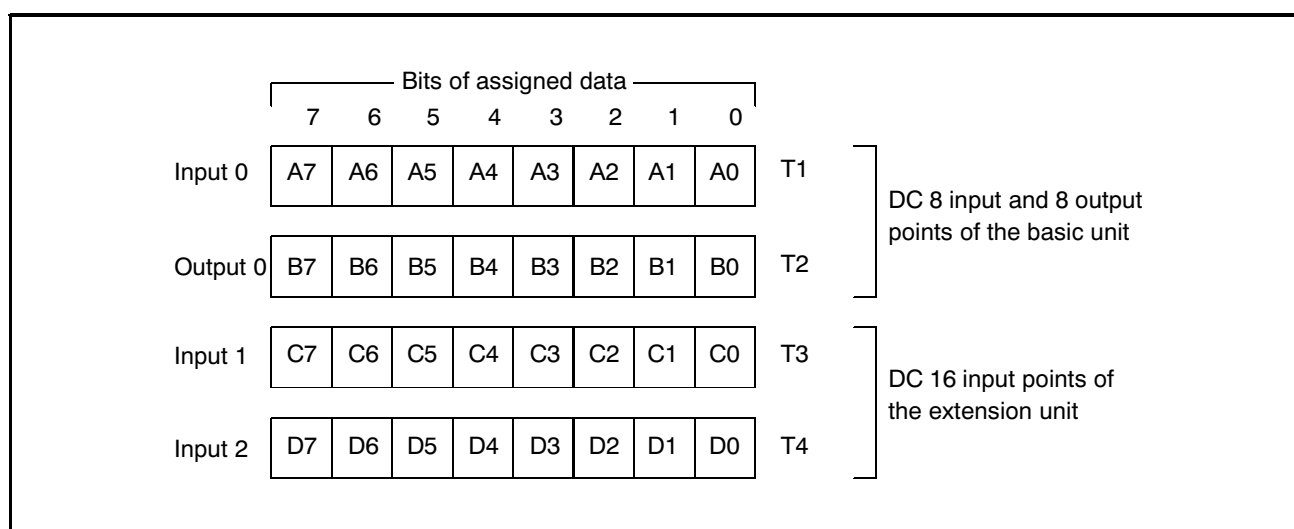 Bits of assigned data
7 6 5 4 3 2 1 0
Input 0 A7 A6 A5 A4 A3 A2 A1 A0 T1
DC 8 input and 8 output
points of the basic unit
Output 0 B7 B6 B5 B4 B3 B2 B1 B0 T2
Input 1 C7 C6 C5 C4 C3 C2 C1 C0 T3
DC 16 input points of
the extension unit
Input 2 D7 D6 D5 D4 D3 D2 D1 D0 T4